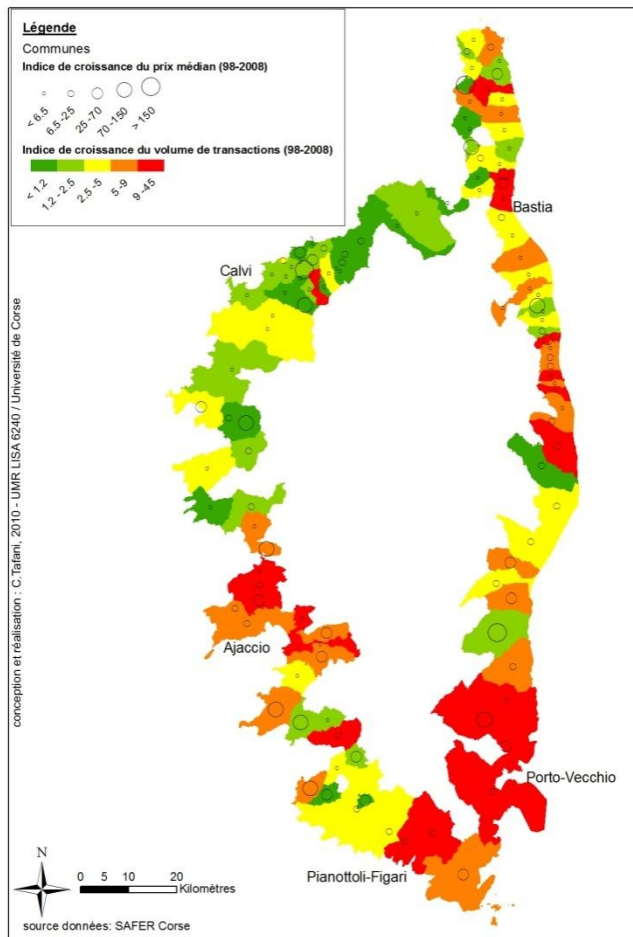 Légende
Communes
Indice de croissance du prix médian (98-2008)
< 6.5
6.5 -25
25 -70
70 -150
> 150
Indice de croissance du volume de transactions (98-2008)
< 1.2
1.2 - 2.5
2.5 -5
5-9
9 -45
Bastia
Calvi
Ajaccio
Porto-Vecchio
Pianottoli-Figari
conception et réalisation : C.Tafani, 2010 - UMR LISA 6240 / Université de Corse
N
0 5 10 20
Kilomètres
source données: SAFER Corse